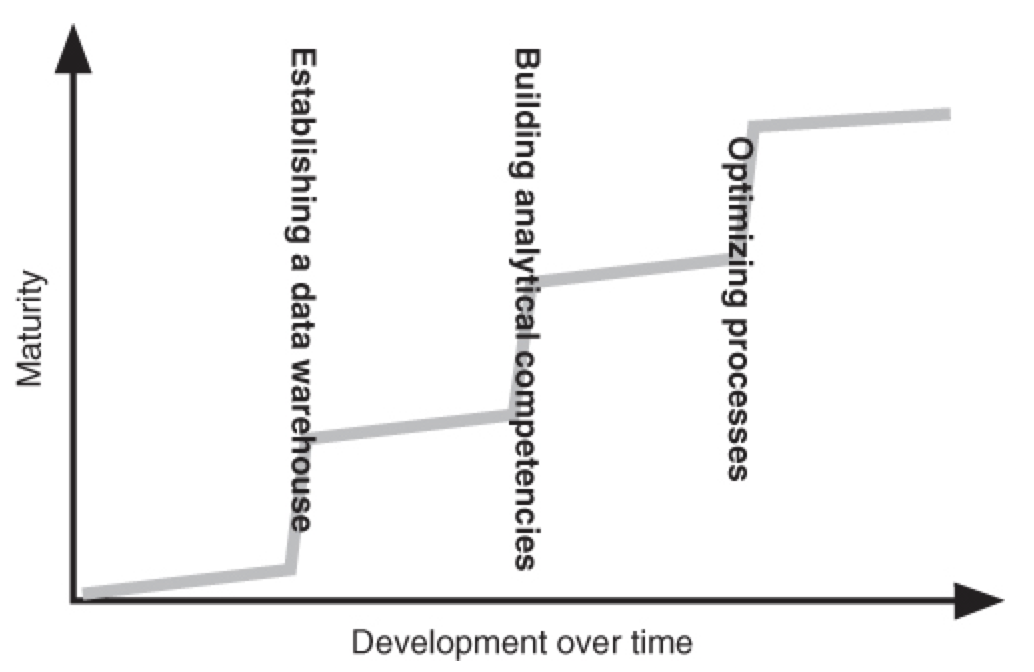 Maturity
Establishing a data warehouse
Building analytical competencies
Optimizing processes
Development over time